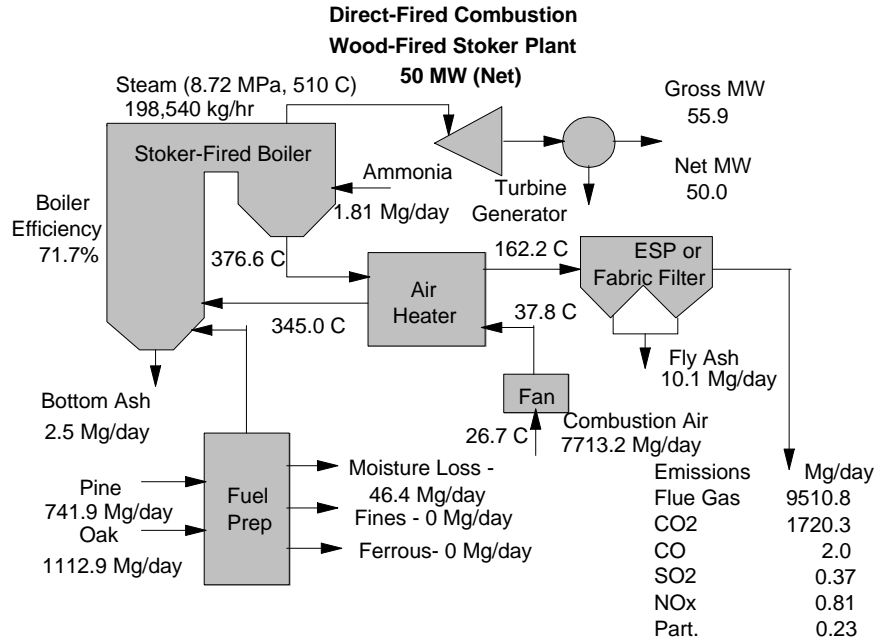 Direct-Fired Combustion
Wood-Fired Stoker Plant
50 MW (Net)
Steam (8.72 MPa, 510 C)
198,540 kg/hr
Gross MW
55.9
Stoker-Fired Boiler
Net MW
50.0
Ammonia
1.81 Mg/day
Turbine
Generator
Boiler
Efficiency
71.7%
376.6 C
162.2 C
ESP or
Fabric Filter
Air
Heater
345.0 C
37.8 C
Fly Ash
10.1 Mg/day
Bottom Ash
2.5 Mg/day
Fan
26.7 C
Combustion Air
7713.2 Mg/day
Pine
741.9 Mg/day
Oak
1112.9 Mg/day
Fuel
Prep
Moisture Loss -
46.4 Mg/day
Fines - 0 Mg/day
Ferrous- 0 Mg/day
Emissions Mg/day
Flue Gas 9510.8
CO2 1720.3
CO 2.0
SO2 0.37
NOx 0.81
Part. 0.23